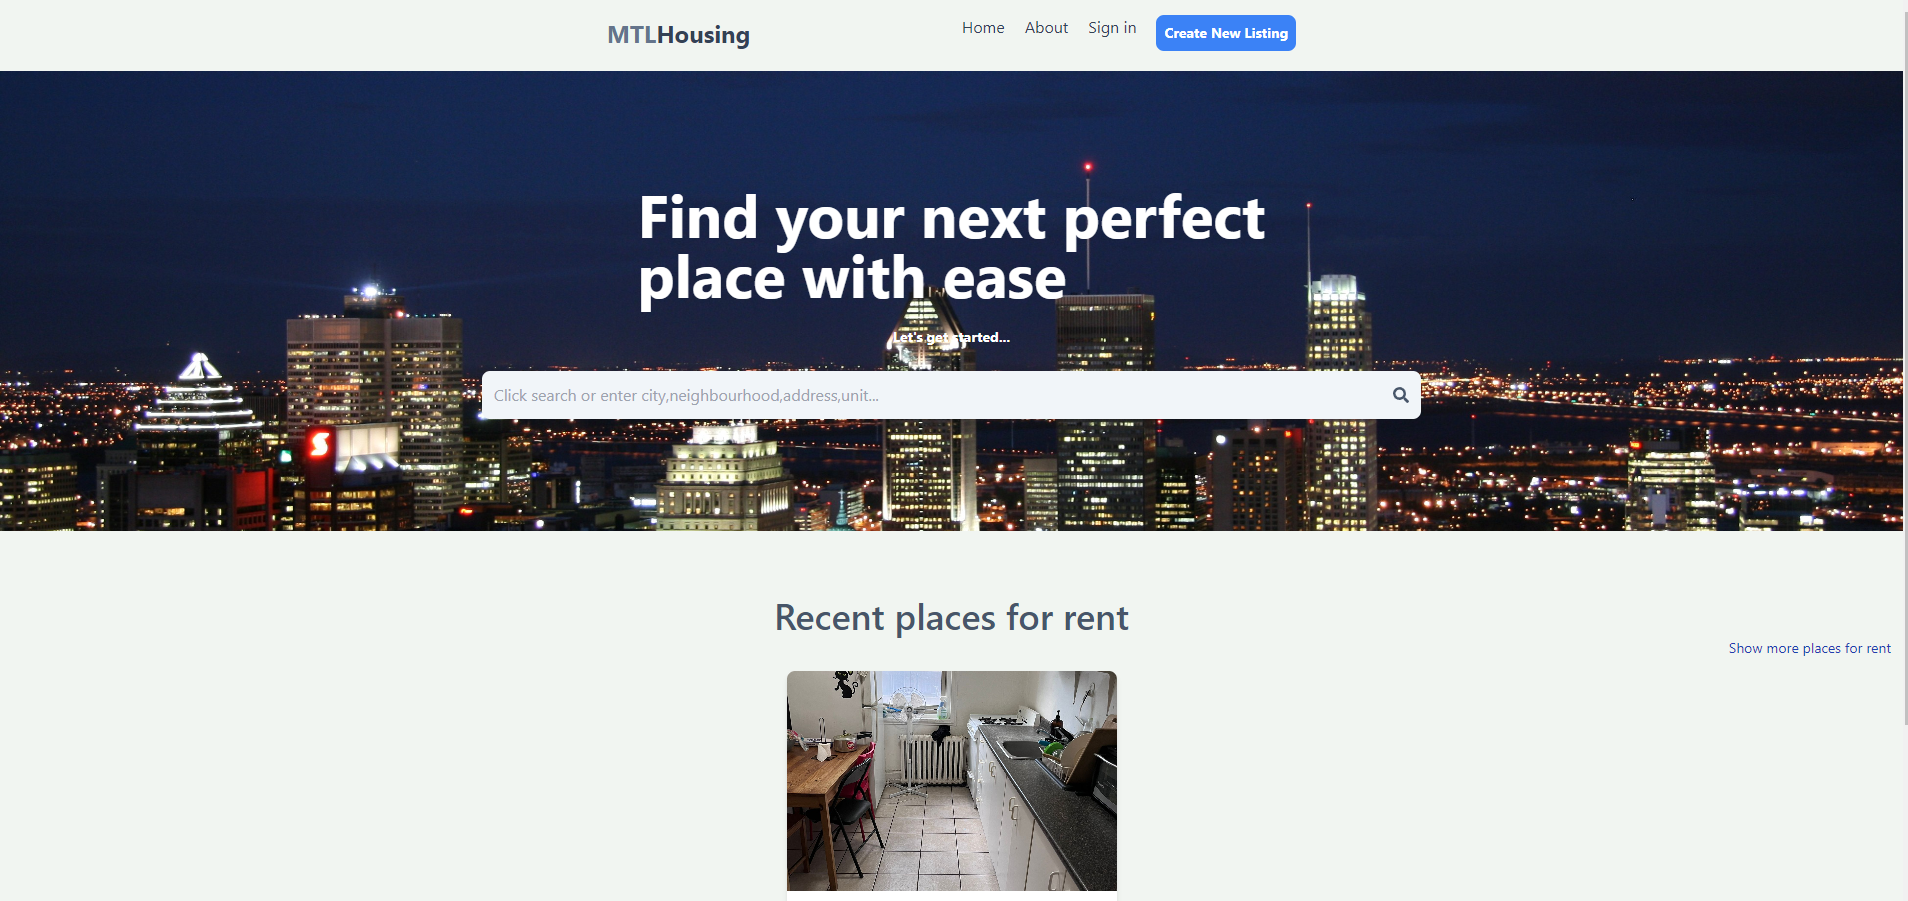 MTLHousing
Home About Sign in Create New Listing
Find your next perfect
place with ease
Let's get started...
Click search or enter city,neighbourhood,address,unit...
Recent places for rent
Show more places for rent